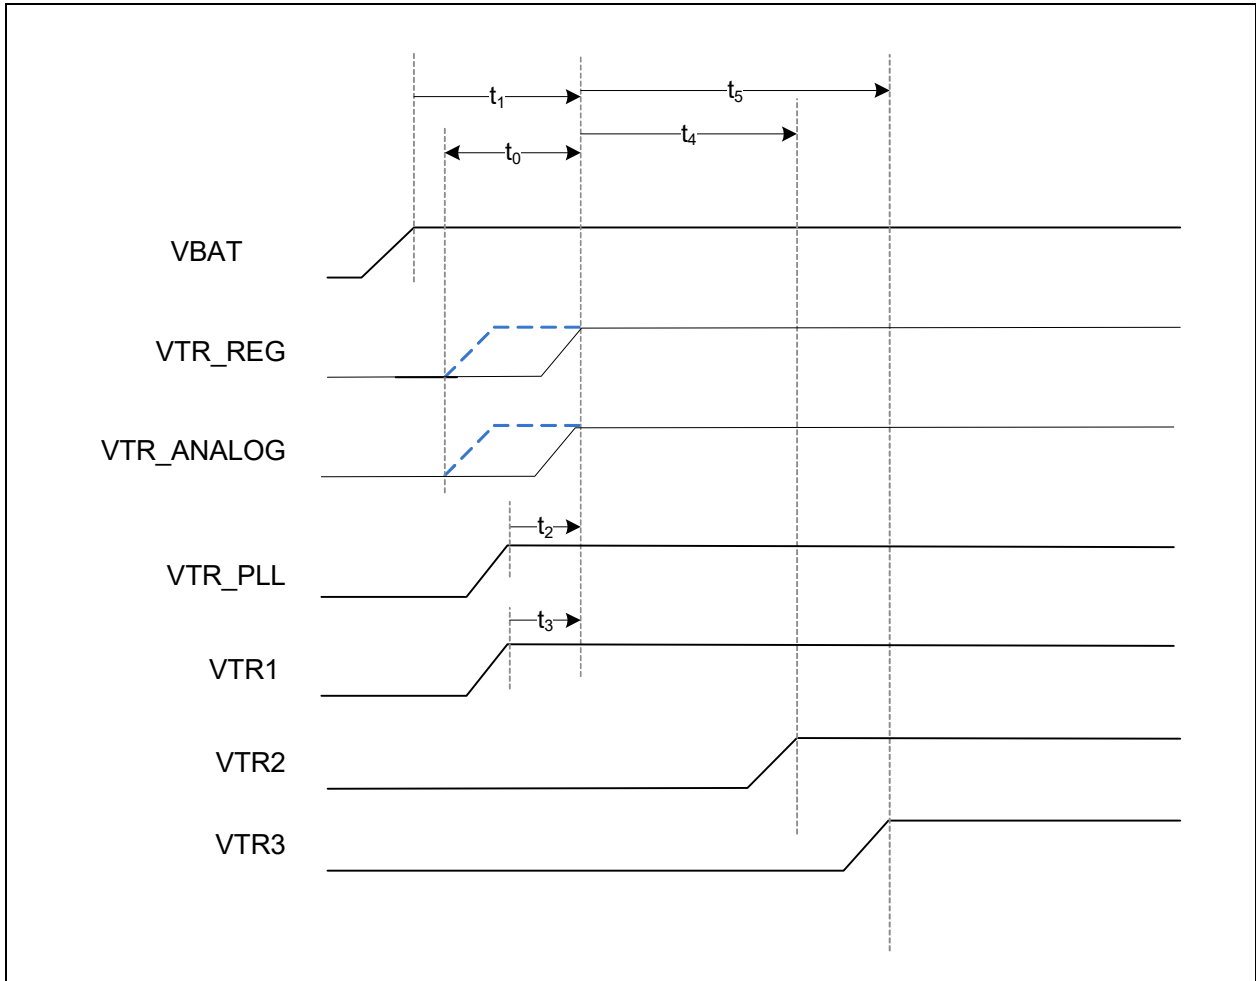 t1
t5
t4
t0
VBAT
VTR_REG
VTR_ANALOG
t2
VTR_PLL
t3
VTR1
VTR2
VTR3